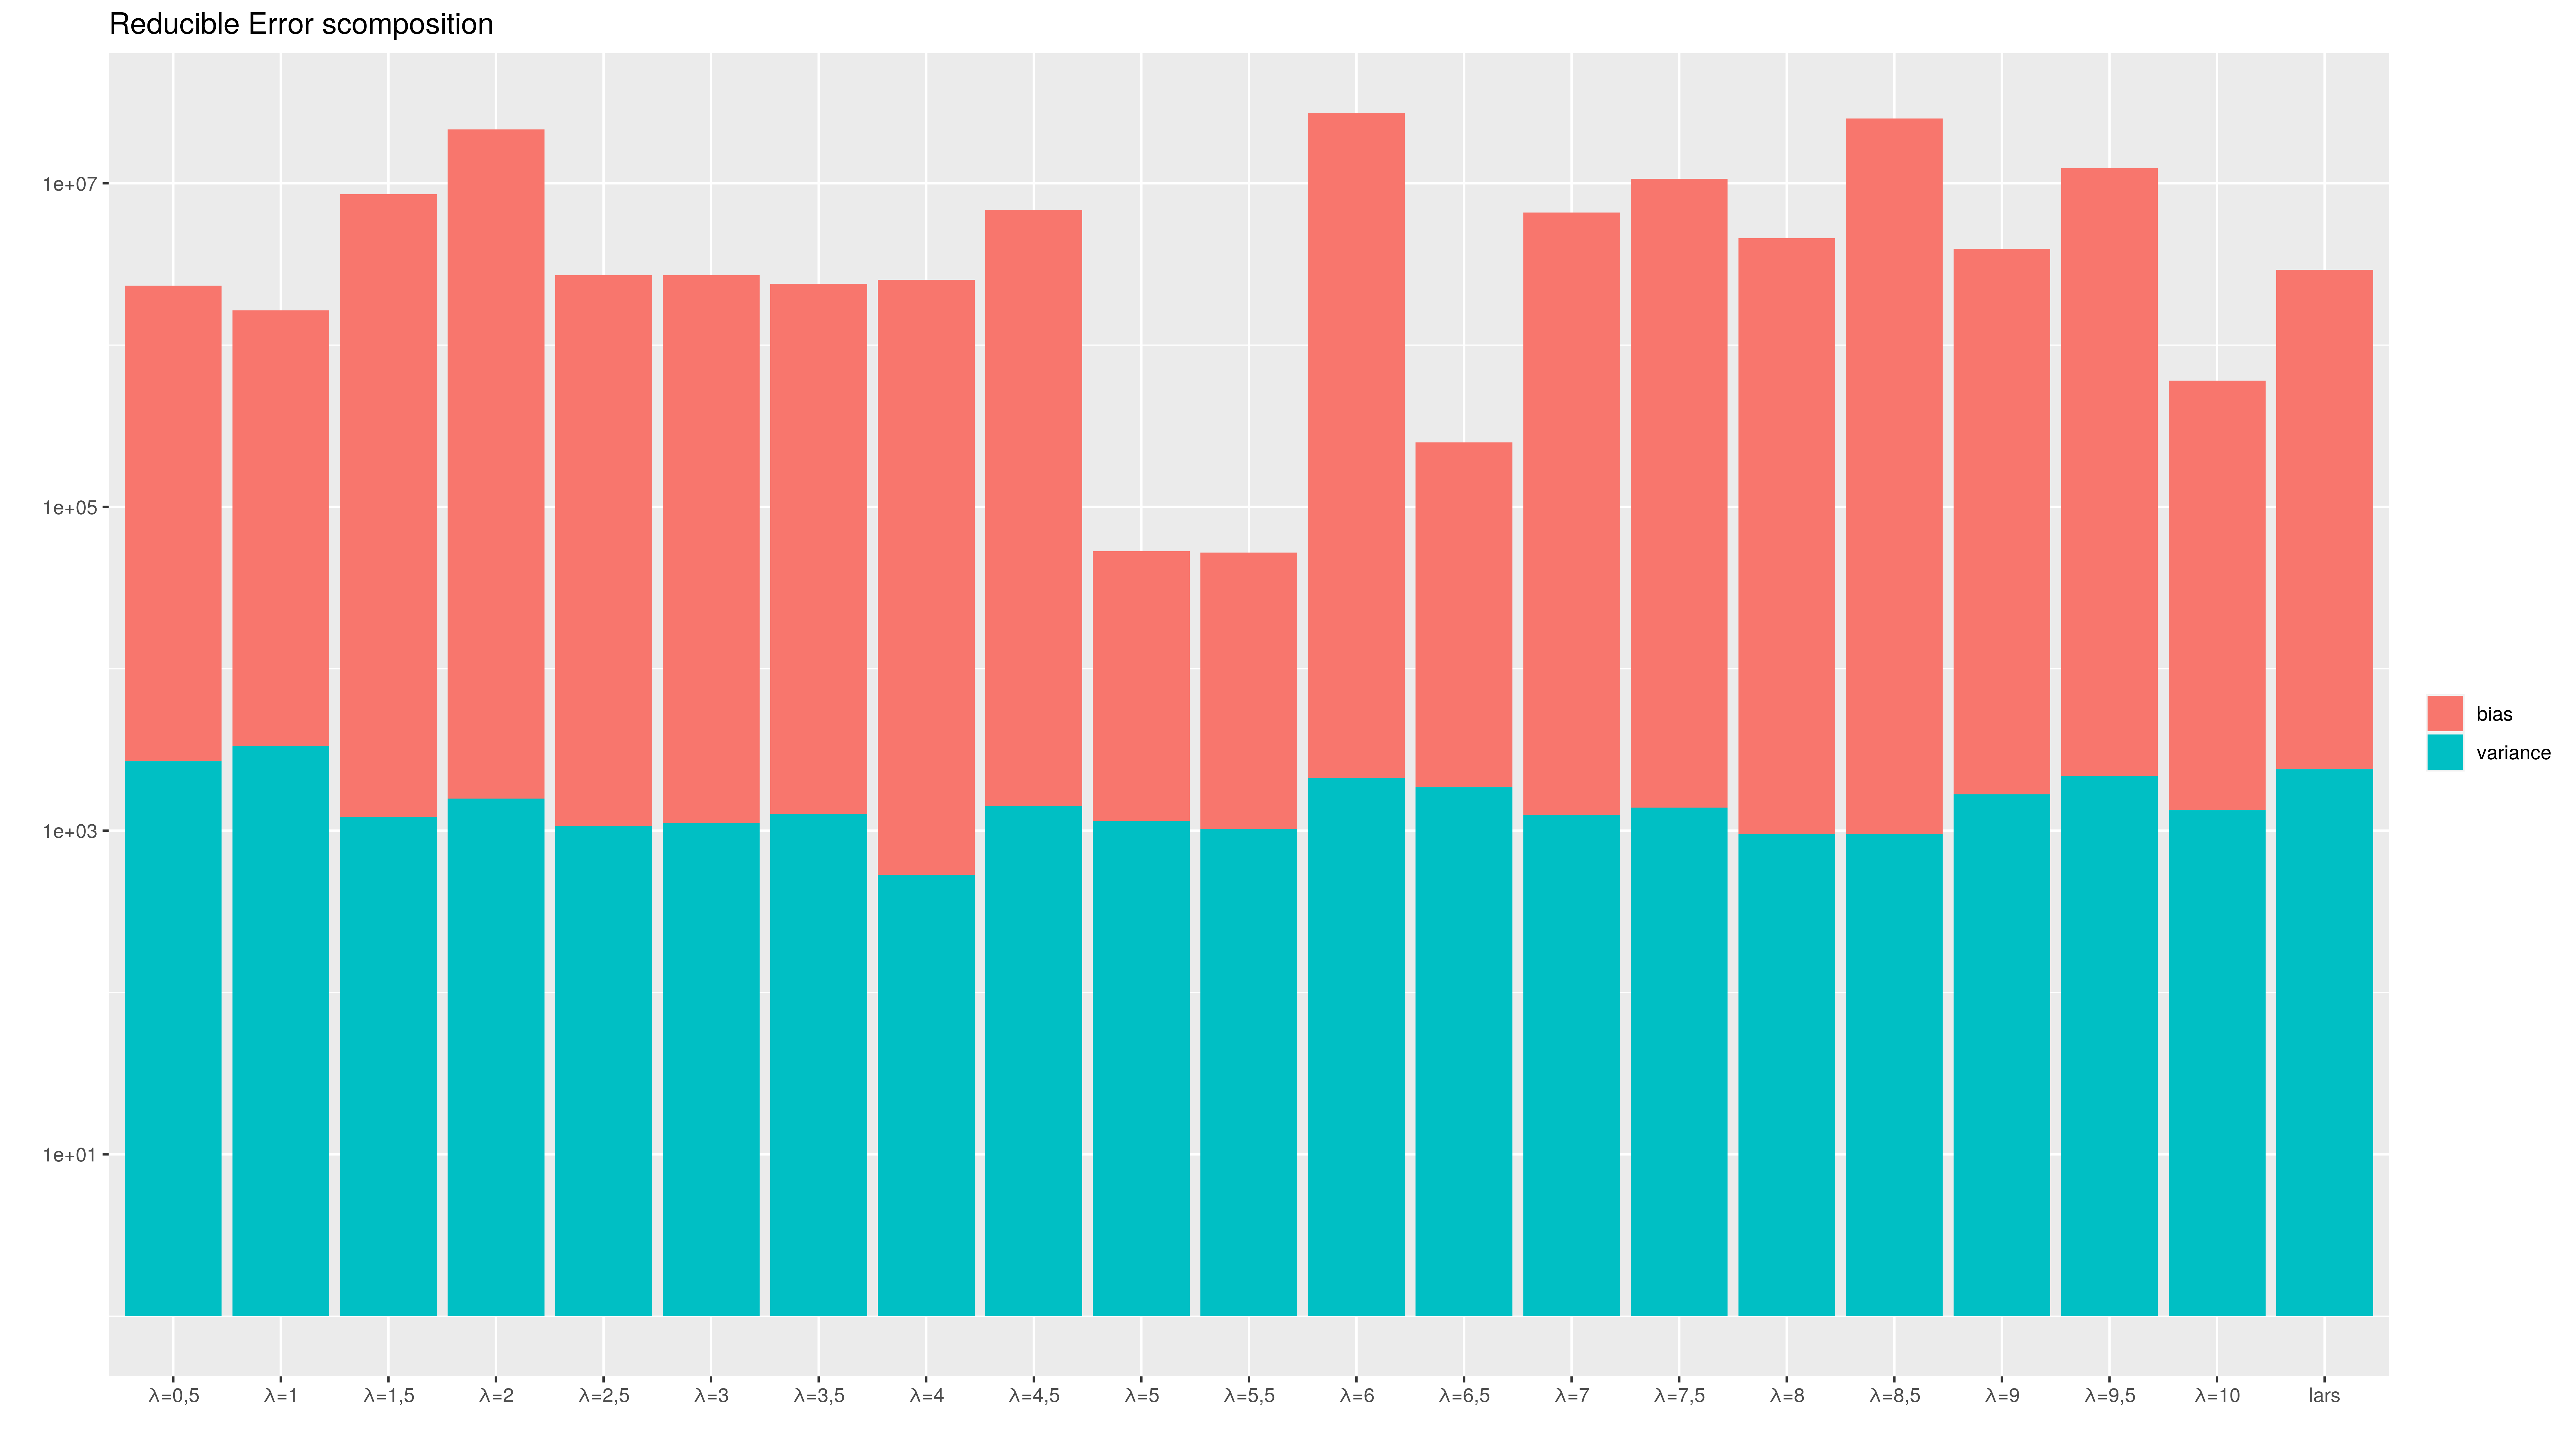 Reducible Error scomposition
1e+07
1e+05
1e+03
1e+01
λ=0,5 λ=1 λ=1,5 λ=2 λ=2,5 λ=3 λ=3,5 λ=4 λ=4,5 λ=5 λ=5,5 λ=6 λ=6,5 λ=7 λ=7,5 λ=8 λ=8,5 λ=9 λ=9,5 λ=10 lars
bias
variance